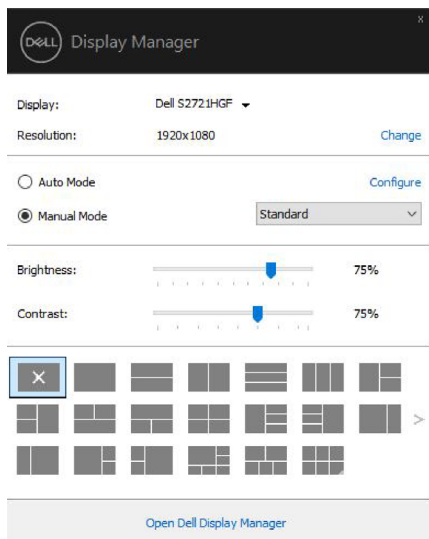 x
DELL Display Manager
Display: Dell S2721HGF
Resolution: 1920x1080 Change
Auto Mode Configure
Manual Mode Standard
Brightness: 75%
Contrast: 75%
Open Dell Display Manager